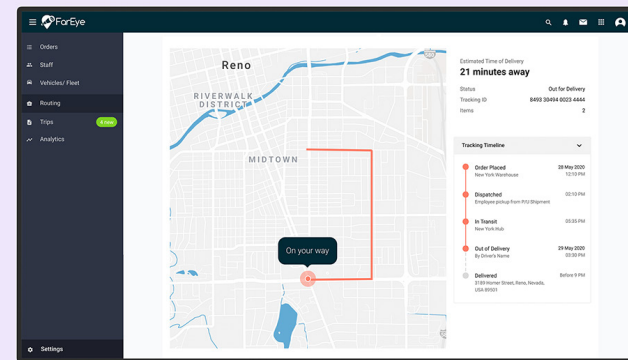 FarEye
Orders
Staff
Vehicles/ Fleet
Routing
Trips
4 new
Analytics
Settings
Reno
RIVERWALK
DISTRICT
MIDTOWN
On your way
Estimated Time of Delivery
21 minutes away
Status Out for Delivery
Tracking ID 8493 30494 0023 4444
Items 2
Tracking Timeline
Order Placed 28 May 2020
New York Warehouse 12:10 PM
Dispatched 02:10 PM
Employee pickup from P/U Shipment
In Transit 03:35 PM
New York Hub
Out of Delivery 29 May 2020
By Driver's Name 03:30 PM
Delivered Before 9 PM
3189 Horner Street, Reno, Nevada,
USA 89501